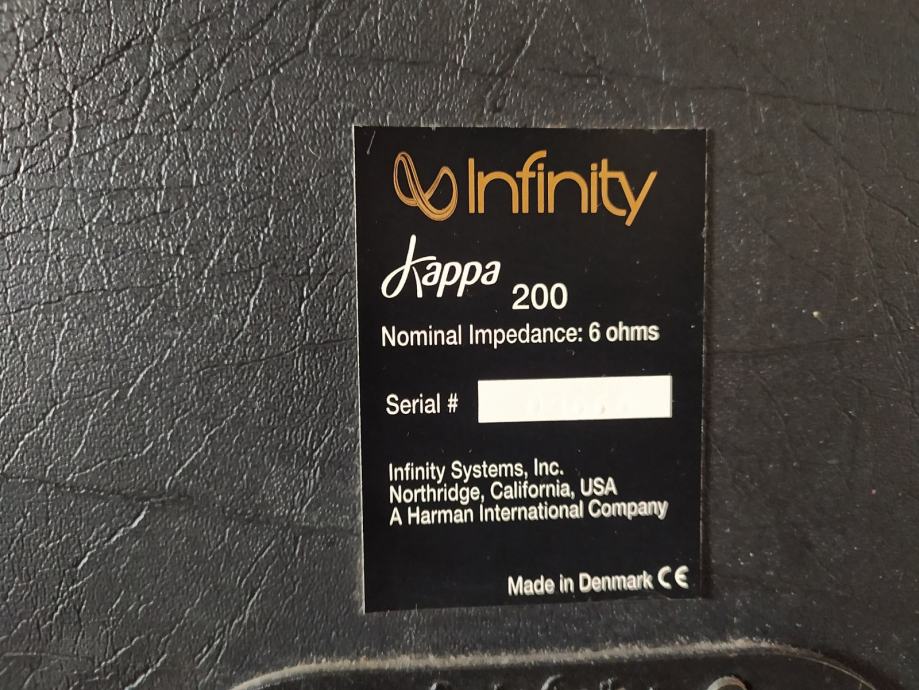 Infinity
Kappa
200
Nominal Impedance: 6 ohms
Serial #
Infinity Systems, Inc.
Northridge, California, USA
A Harman International Company
Made in Denmark CE